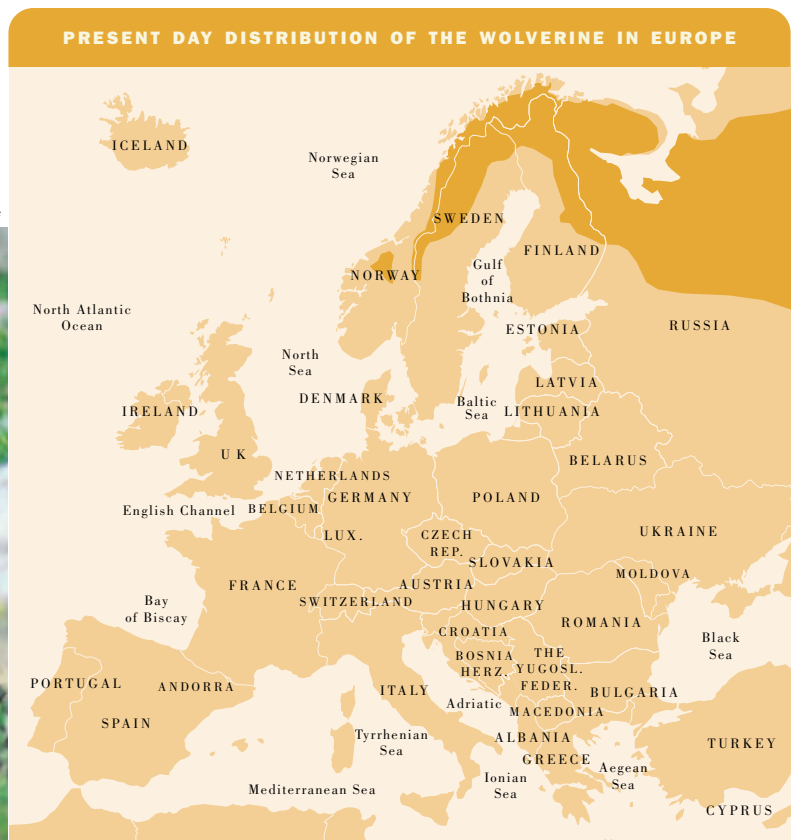 PRESENT DAY DISTRIBUTION OF THE WOLVERINE IN EUROPE
ICELAND
Norwegian
Sea
SWEDEN
FINLAND
NORWAY
Gulf
of
Bothnia
North Atlantic
Ocean
ESTONIA
RUSSIA
North
Sea
LATVIA
DENMARK
Baltic
Sea
LITHUANIA
IRELAND
UK
BELARUS
NETHERLANDS
GERMANY
POLAND
English Channel
BELGIUM
LUX.
CZECH
REP.
UKRAINE
SLOVAKIA
MOLDOVA
FRANCE
AUSTRIA
SWITZERLAND
HUNGARY
Bay
of Biscay
ROMANIA
CROATIA
Black
Sea
BOSNIA
HERZ.
THE
YUGOSL.
FEDER.
PORTUGAL
ANDORRA
ITALY
BULGARIA
Adriatic
MACEDONIA
SPAIN
Tyrrhenian
Sea
ALBANIA
TURKEY
GREECE
Aegean
Sea
Ionian
Sea
Mediterranean Sea
CYPRUS